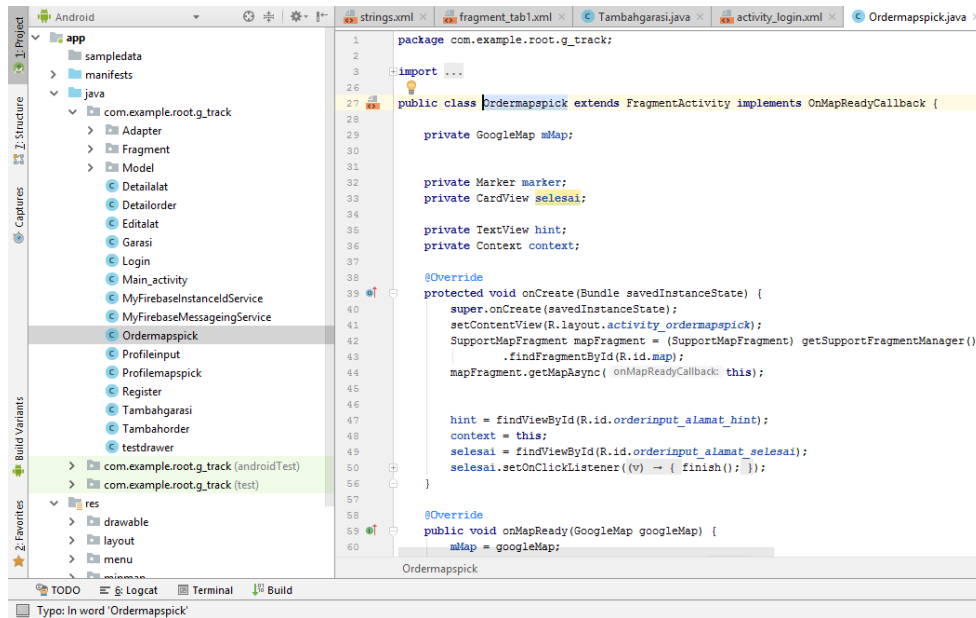 Android
strings.xml
fragment_tab1.xml
Tambahgarasi.java
activity_login.xml
Ordermapspick.java
1: Project
7: Structure
Captures
Build Variants
2: Favorites
app
sampledata
manifests
java
com.example.root.g_track
Adapter
Fragment
Model
Detailalat
Detailorder
Editalat
Garasi
Login
Main_activity
MyFirebaseInstanceIdService
MyFirebaseMessageingService
Ordermapspick
Profileinput
Profilemapspick
Register
Tambahgarasi
Tambahorder
testdrawer
com.example.root.g_track (androidTest)
com.example.root.g_track (test)
res
drawable
layout
menu
mipmap
1 package com.example.root.g_track;
2
3 import ...
26
27 public class Ordermapspick extends FragmentActivity implements OnMapReadyCallback {
28
29 private GoogleMap mMap;
30
31
32 private Marker marker;
33 private CardView selesai;
34
35 private TextView hint;
36 private Context context;
37
38 @Override
39 protected void onCreate(Bundle savedInstanceState) {
40 super.onCreate(savedInstanceState);
41 setContentView(R.layout.activity_ordermapspick);
42 SupportMapFragment mapFragment = (SupportMapFragment) getSupportFragmentManager()
43 .findFragmentById(R.id.map);
44 mapFragment.getMapAsync( onMapReadyCallback: this);
45
46
47 hint = findViewById(R.id.orderinput_alamat_hint);
48 context = this;
49 selesai = findViewById(R.id.orderinput_alamat_selesai);
50 selesai.setOnClickListener((v) → { finish(); });
56 }
57
58 @Override
59 public void onMapReady(GoogleMap googleMap) {
60 mMap = googleMap;
Ordermapspick
TODO
6: Logcat
Terminal
Build
Typo: In word 'Ordermapspick'